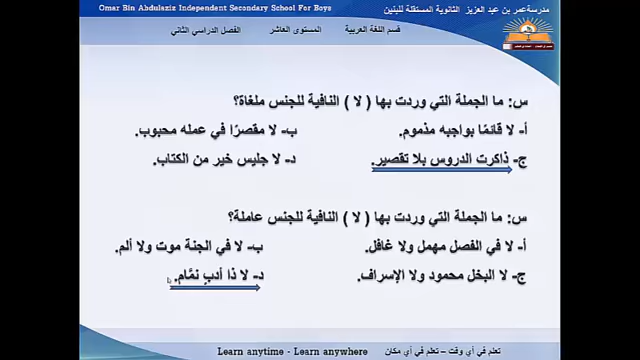 Omar Bin Abdulaziz Independent Secondary School For Boys
مدرسة عمر بن عبد العزيز الثانوية المستقلة للبنين
قسم اللغة العربية المستوى العاشر الفصل الدراسي الثاني
س: ما الجملة التي وردت بها ( لا ) النافية للجنس ملغاة؟
أ- لا قائمًا بواجبه مذموم. ب- لا مقصرًا في عمله محبوب.
ج- ذاكرت الدروس بلا تقصير. د- لا جليس خير من الكتاب.
س: ما الجملة التي وردت بها ( لا ) النافية للجنس عاملة؟
أ- لا في الفصل مهمل ولا غافل. ب- لا في الجنة موت ولا ألم.
ج- لا البخل محمود ولا الإسراف. د- لا ذا أدبٍ نمَّام.
Learn anytime - Learn anywhere تعلم في أي وقت – تعلم في أي مكان